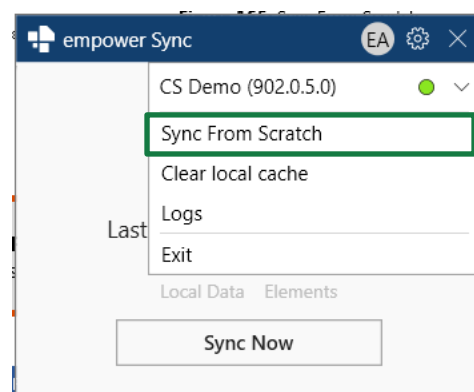 empower Sync EA
CS Demo (902.0.5.0)
Sync From Scratch
Clear local cache
Logs
Last
Exit
Local Data Elements
Sync Now